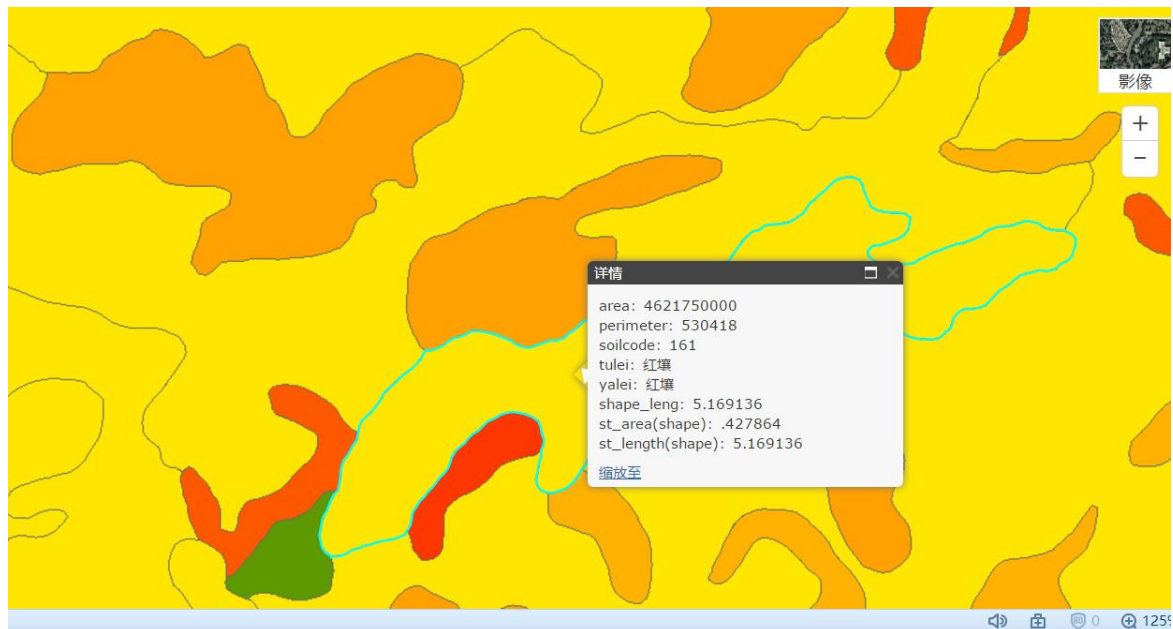 影像
+
−
详情
area: 4621750000
perimeter: 530418
soilcode: 161
tulei: 红壤
yalei: 红壤
shape_leng: 5.169136
st_area(shape): .427864
st_length(shape): 5.169136
缩放至
0
125%